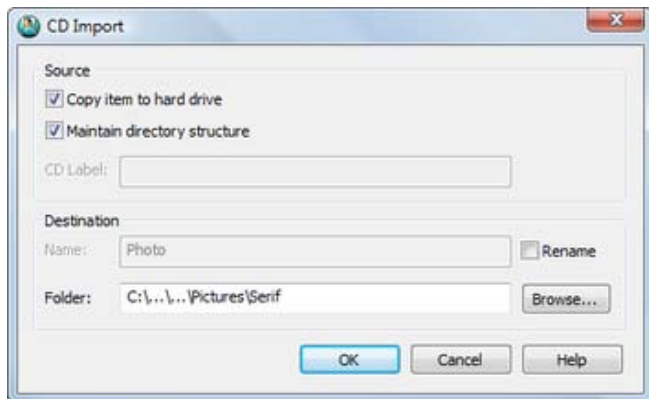 CD Import
Source
Copy item to hard drive
Maintain directory structure
CD Label:
Destination
Name: Photo Rename
Folder: C:\...\...\Pictures\Serif Browse...
OK Cancel Help